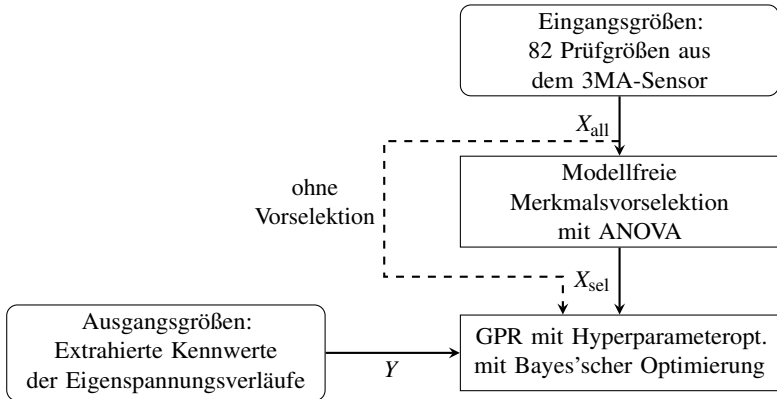 Eingangsgrößen:
82 Prüfgrößen aus
dem 3MA-Sensor
X_all
Modellfreie
Merkmalsvorselektion
mit ANOVA
ohne
Vorselektion
X_sel
Ausgangsgrößen:
Extrahierte Kennwerte
der Eigenspannungsverläufe
Y
GPR mit Hyperparameteropt.
mit Bayes'scher Optimierung